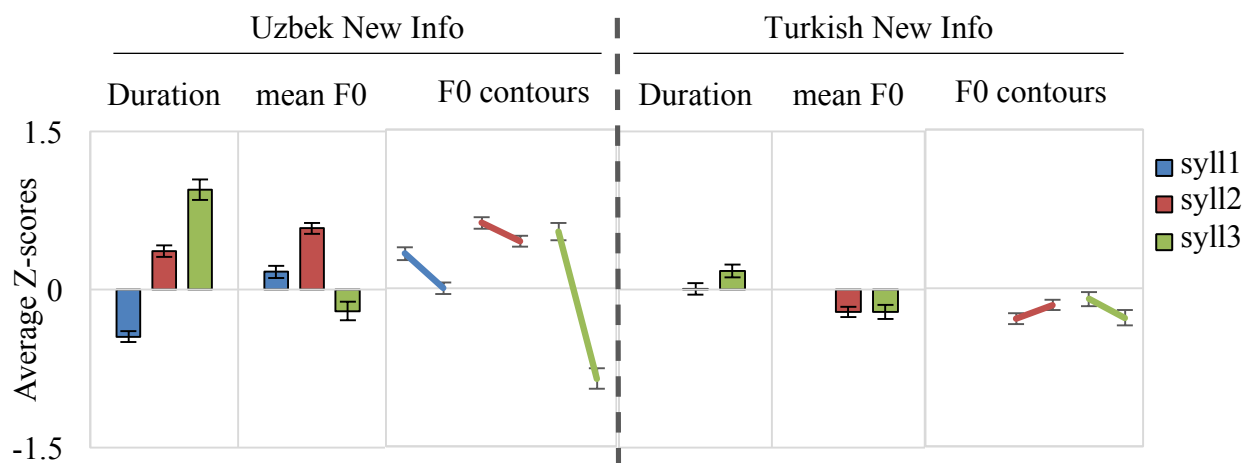 Uzbek New Info
Turkish New Info
Duration mean F0 F0 contours
Duration mean F0 F0 contours
1.5
0
-1.5
Average Z-scores
syll1
syll2
syll3